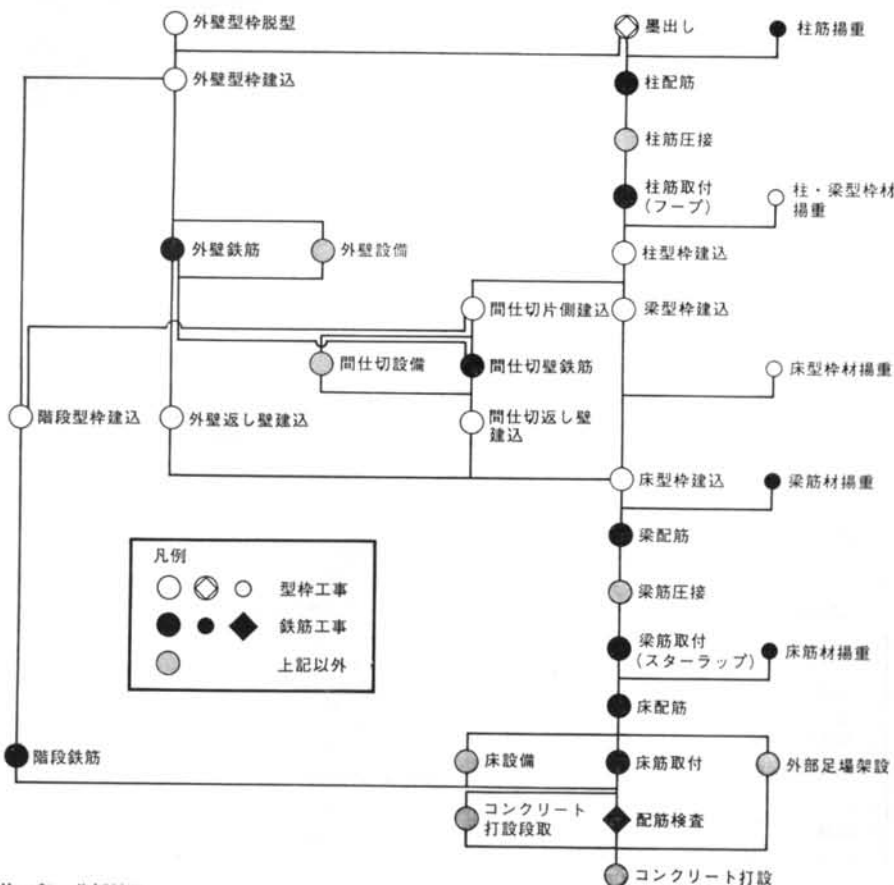 外壁型枠脱型
墨出し
柱筋揚重
外壁型枠建込
柱配筋
柱筋圧接
柱筋取付
(フープ)
柱・梁型枠材
揚重
外壁鉄筋
外壁設備
柱型枠建込
間仕切片側建込
梁型枠建込
間仕切設備
間仕切壁鉄筋
床型枠材揚重
階段型枠建込
外壁返し壁建込
間仕切返し壁
建込
床型枠建込
梁筋材揚重
梁配筋
凡例
型枠工事
鉄筋工事
上記以外
梁筋圧接
梁筋取付
(スターラップ)
床筋材揚重
床配筋
階段鉄筋
床設備
床筋取付
外部足場架設
コンクリート
打設段取
配筋検査
コンクリート打設